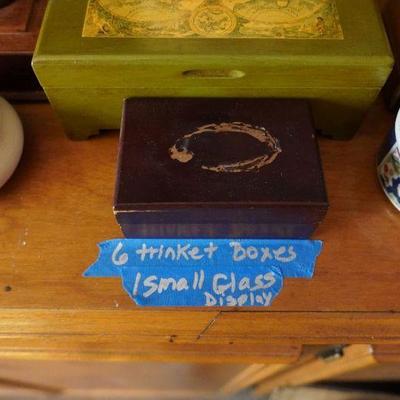 6 trinket Boxes
1 small Glass
Display